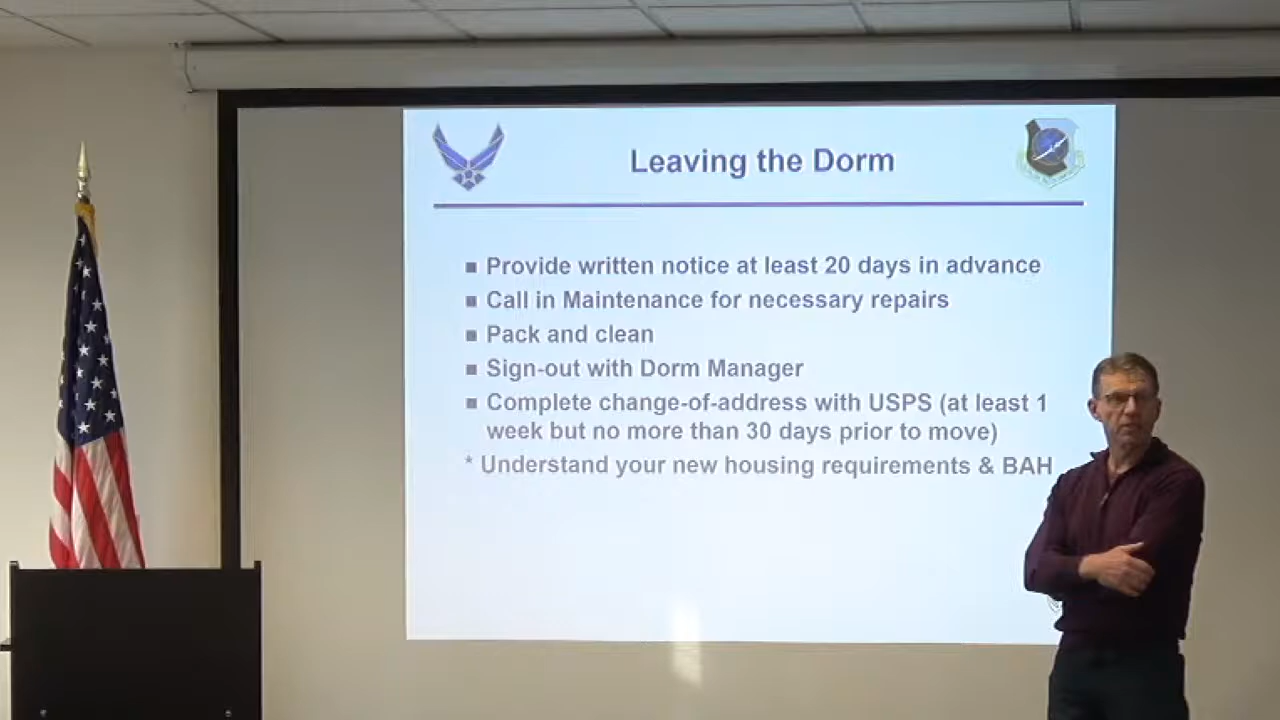 Leaving the Dorm
■ Provide written notice at least 20 days in advance
■ Call in Maintenance for necessary repairs
■ Pack and clean
■ Sign-out with Dorm Manager
■ Complete change-of-address with USPS (at least 1
week but no more than 30 days prior to move)
* Understand your new housing requirements & BAH